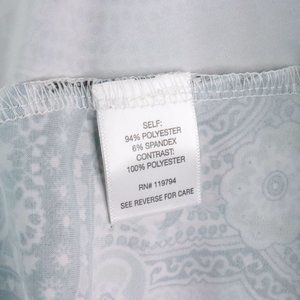 SELF:
94% POLYESTER
6% SPANDEX
CONTRAST:
100% POLYESTER
RN# 119794
SEE REVERSE FOR CARE